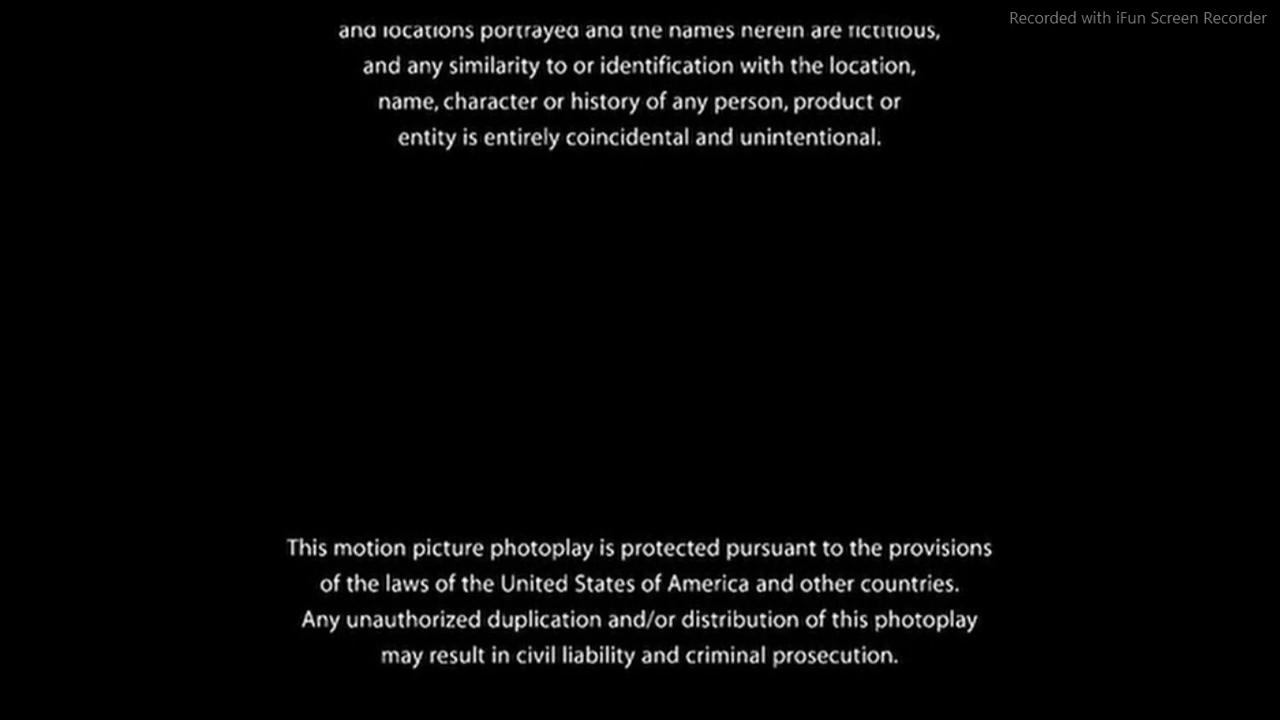 Recorded with iFun Screen Recorder
and locations portrayed and the names herein are fictitious,
and any similarity to or identification with the location,
name, character or history of any person, product or
entity is entirely coincidental and unintentional.
This motion picture photoplay is protected pursuant to the provisions
of the laws of the United States of America and other countries.
Any unauthorized duplication and/or distribution of this photoplay
may result in civil liability and criminal prosecution.